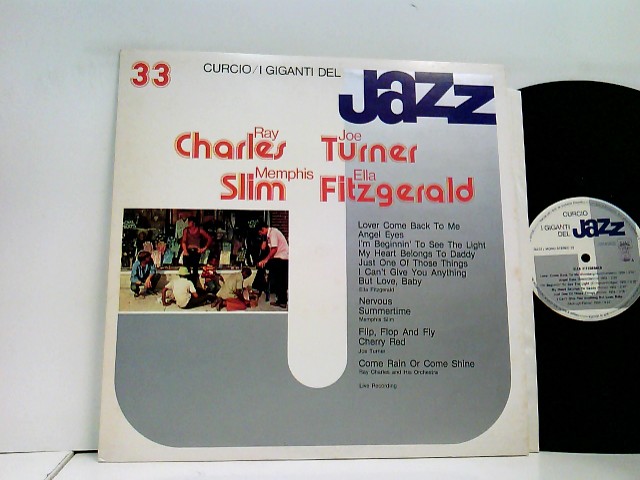 33
CURCIO/I GIGANTI DEL
Jazz
Ray
Charles
Joe
Turner
Memphis
Slim
Ella
Fitzgerald
Lover Come Back To Me
Angel Eyes
I'm Beginnin' To See The Light
My Heart Belongs To Daddy
Just One Of Those Things
I Can't Give You Anything
But Love, Baby
Ella Fitzgerald
Nervous
Summertime
Memphis Slim
Flip, Flop And Fly
Cherry Red
Joe Turner
Come Rain Or Come Shine
Ray Charles and His Orchestra
Live Recording
CURCIO
I GIGANTI
DEL
Jazz
ELLA FITZGERALD